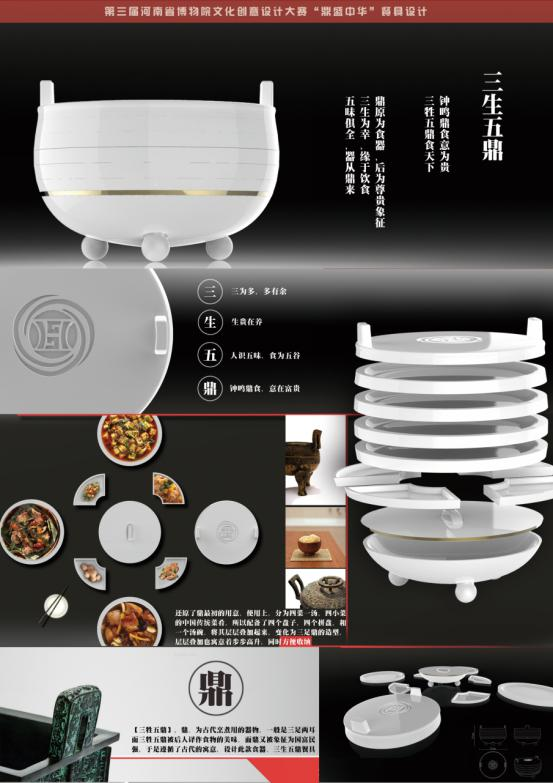 第三届河南省博物院文化创意设计大赛“鼎盛中华”餐具设计
三生五鼎
钟鸣鼎食意为贵
三牲五鼎食天下
鼎原为食器，后为尊贵象征
三生为幸，缘于饮食
五味俱全，器从鼎来
三 三为多，多有余
生 生贵在养
五 人识五味，食为五谷
鼎 钟鸣鼎食，意在富贵
还原了鼎最初的用意，使用上，分为四菜一汤，四小菜
的中国传统菜肴，所以配备了四个盘子，四个拼盘，和
一个汤碗，将其层层叠加起来，变化为三足鼎的造型，
层层叠加也寓意着步步高升，同时方便收纳
鼎
【三牲五鼎】，鼎，为古代烹煮用的器物，一般是三足两耳
而三牲五鼎被后人译作食物的美味，而鼎又被象征为国富民
强，于是遵循了古代的寓意，设计此款食器，三生五鼎餐具